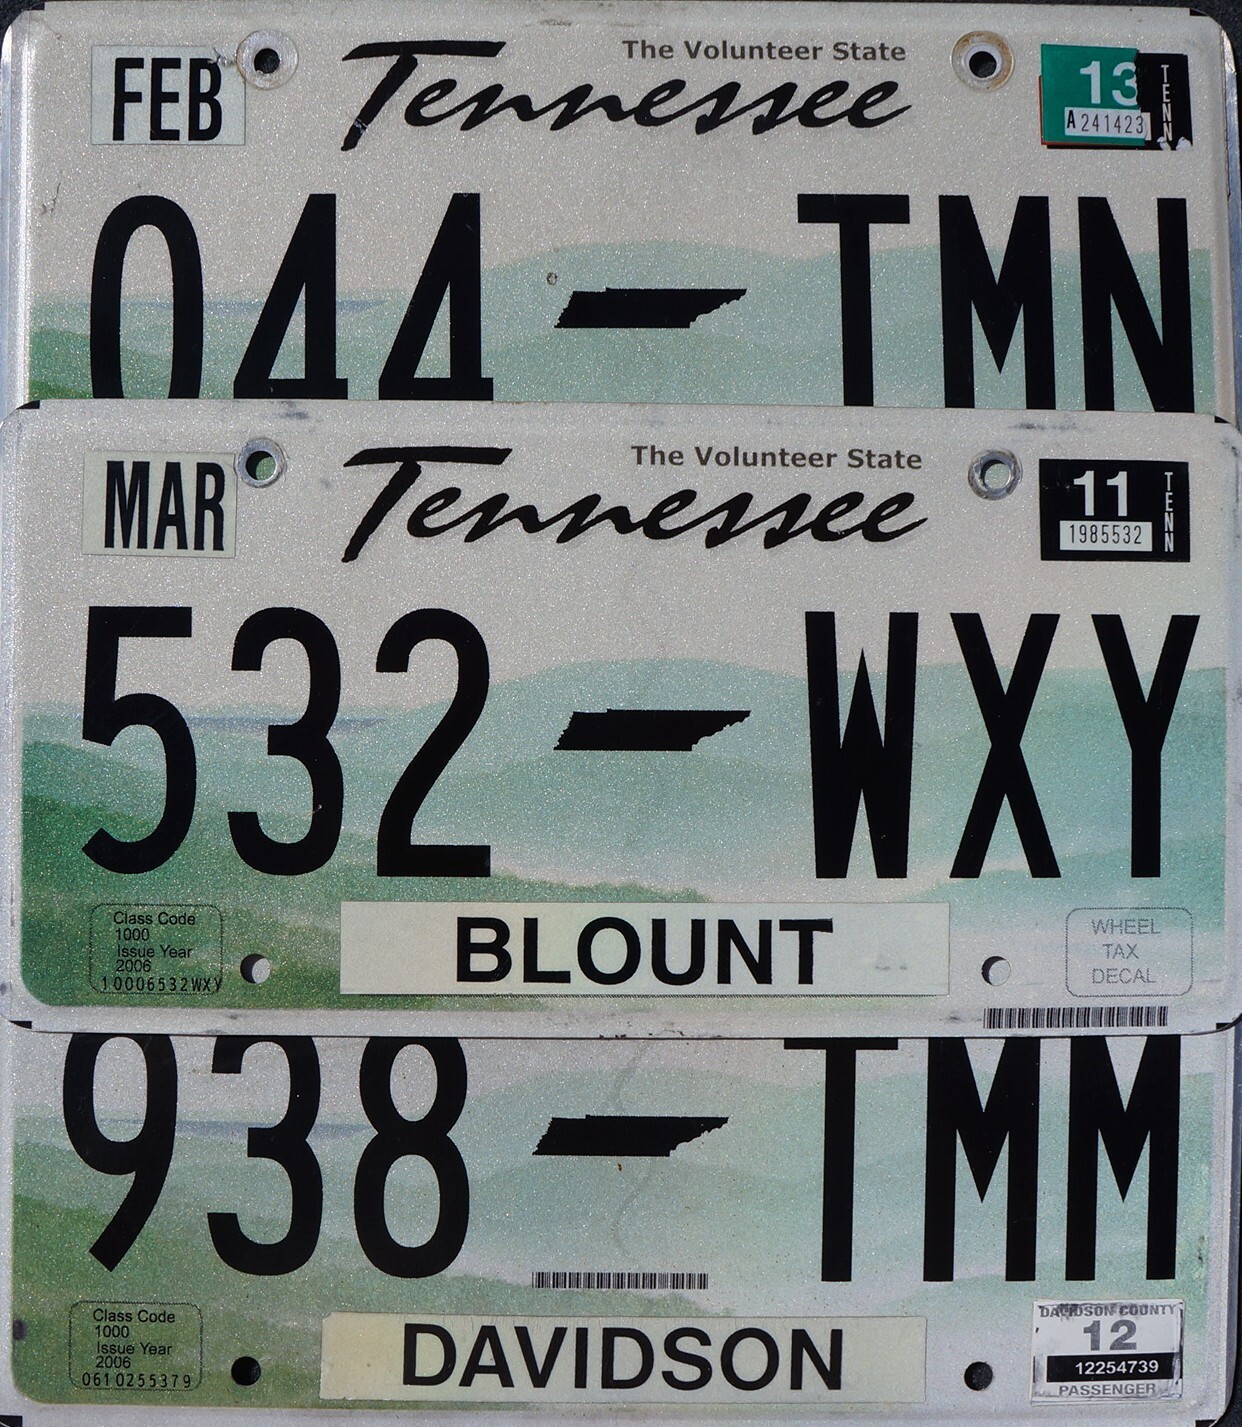 FEB
The Volunteer State
Tennessee
13
TENN
A241423
044 TMN
MAR
The Volunteer State
Tennessee
11
TENN
1985532
532 WXY
Class Code
1000
Issue Year
2006
10006532WXY
BLOUNT
WHEEL
TAX
DECAL
938 TMM
Class Code
1000
Issue Year
2006
0610255379
DAVIDSON
DAVIDSON COUNTY
12
12254739
PASSENGER